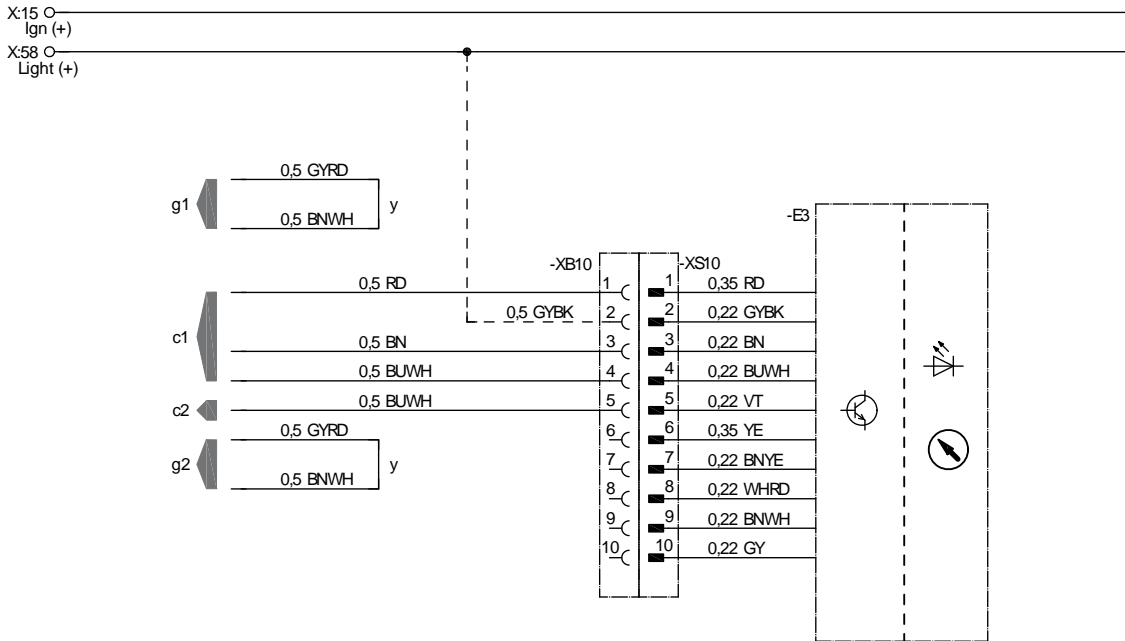 X:15
Ign (+)
X:58
Light (+)
0,5 GYRD
g1
y
0,5 BNWH
-E3
-XB10
-XS10
0,5 RD
1
1
0,35 RD
0,5 GYBK
2
2
0,22 GYBK
c1
0,5 BN
3
3
0,22 BN
0,5 BUWH
4
4
0,22 BUWH
c2
0,5 BUWH
5
5
0,22 VT
0,5 GYRD
6
6
0,35 YE
g2
y
7
7
0,22 BNYE
0,5 BNWH
8
8
0,22 WHRD
9
9
0,22 BNWH
10
10
0,22 GY